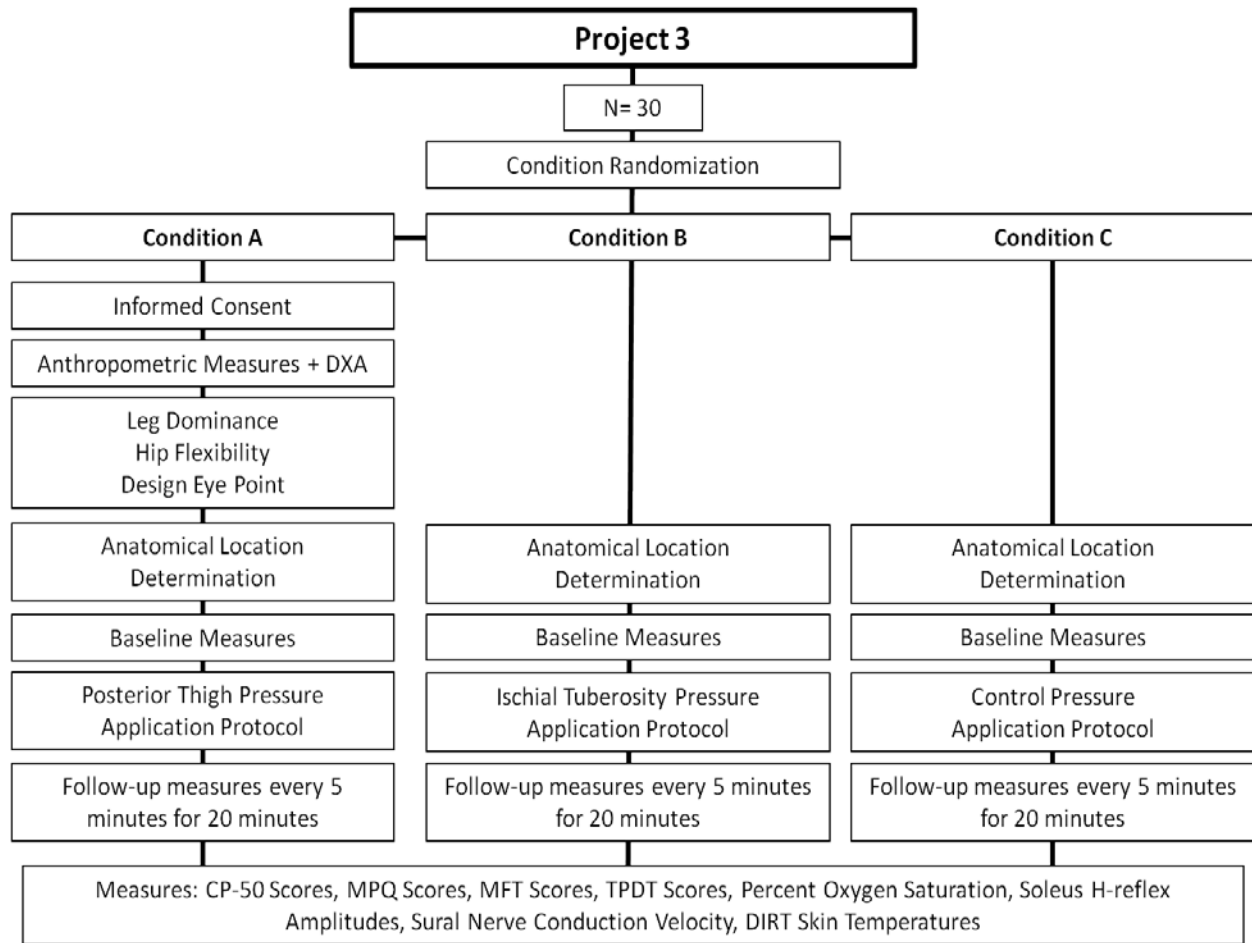 Project 3
N= 30
Condition Randomization
Condition A
Condition B
Condition C
Informed Consent
Anthropometric Measures + DXA
Leg Dominance
Hip Flexibility
Design Eye Point
Anatomical Location
Determination
Anatomical Location
Determination
Anatomical Location
Determination
Baseline Measures
Baseline Measures
Baseline Measures
Posterior Thigh Pressure
Application Protocol
Ischial Tuberosity Pressure
Application Protocol
Control Pressure
Application Protocol
Follow-up measures every 5
minutes for 20 minutes
Follow-up measures every 5 minutes
for 20 minutes
Follow-up measures every 5 minutes
for 20 minutes
Measures: CP-50 Scores, MPQ Scores, MFT Scores, TPDT Scores, Percent Oxygen Saturation, Soleus H-reflex
Amplitudes, Sural Nerve Conduction Velocity, DIRT Skin Temperatures